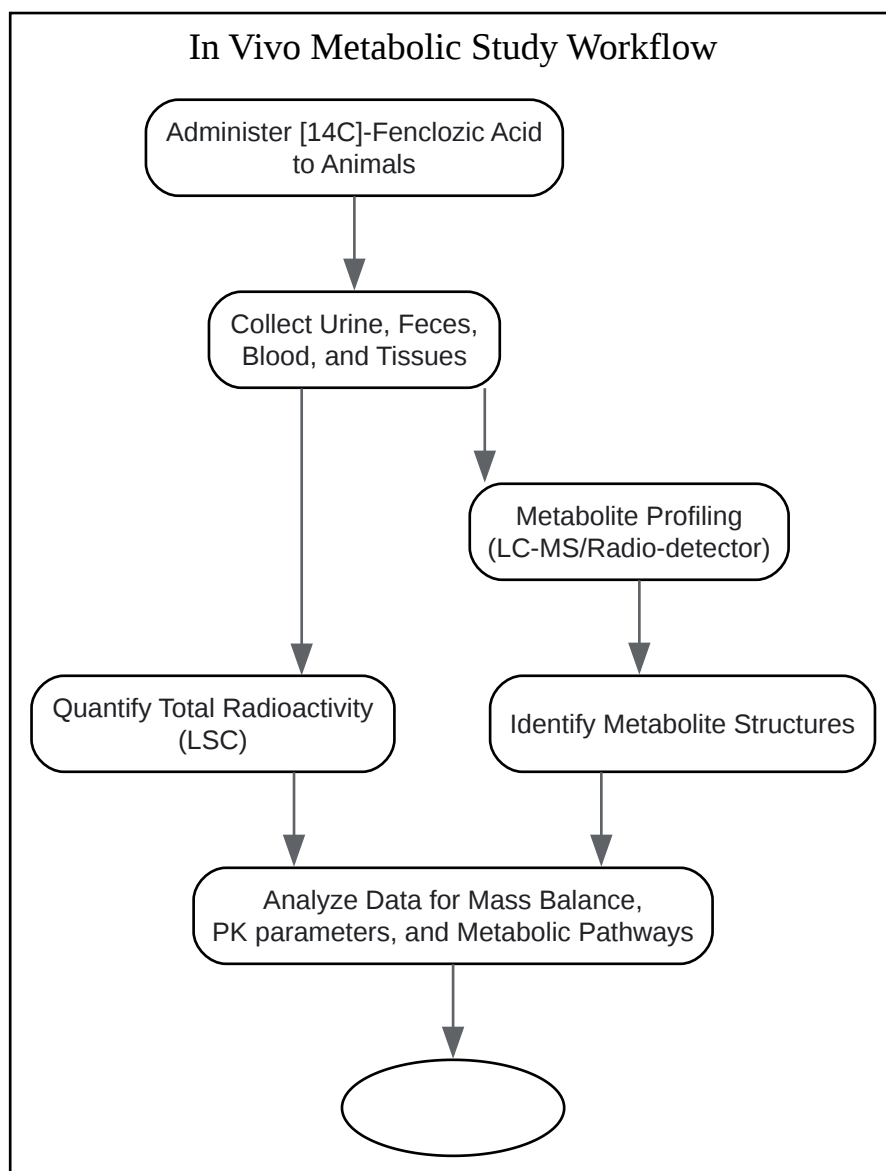 In Vivo Metabolic Study Workflow
Administer [14C]-Fenclozic Acid
to Animals
Collect Urine, Feces,
Blood, and Tissues
Metabolite Profiling
(LC-MS/Radio-detector)
Quantify Total Radioactivity
(LSC)
Identify Metabolite Structures
Analyze Data for Mass Balance,
PK parameters, and Metabolic Pathways